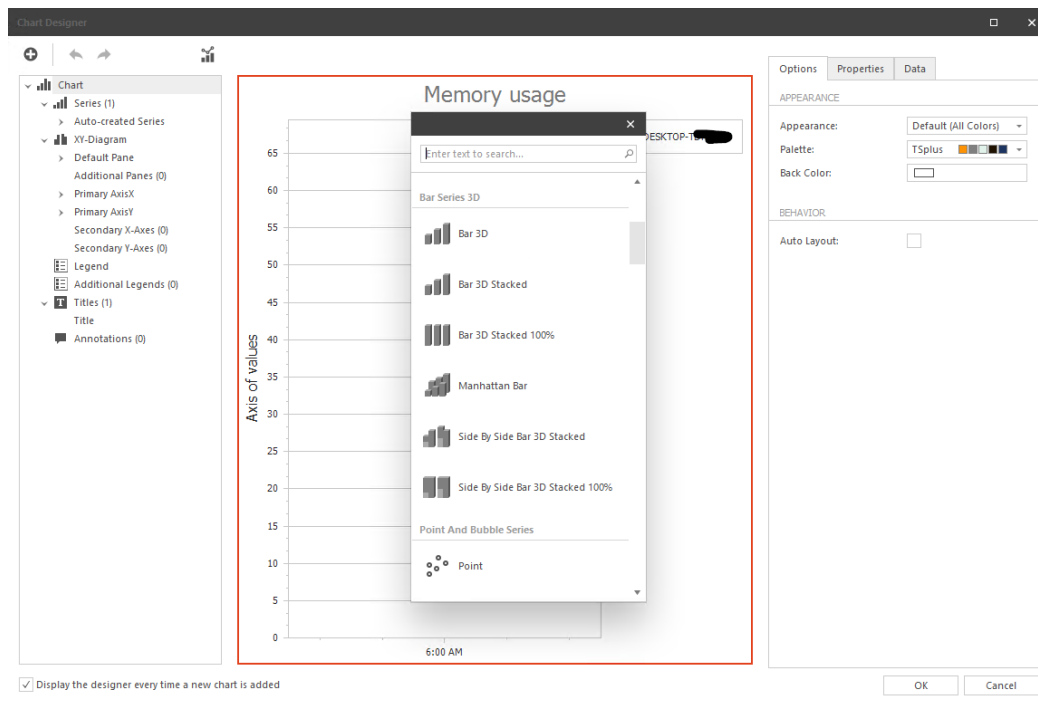 Chart Designer
Chart
Series (1)
Auto-created Series
XY-Diagram
Default Pane
Additional Panes (0)
Primary AxisX
Primary AxisY
Secondary X-Axes (0)
Secondary Y-Axes (0)
Legend
Additional Legends (0)
T Titles (1)
Title
Annotations (0)
Memory usage
DESKTOP-
Axis of values
65
60
55
50
45
40
35
30
25
20
15
10
5
0
6:00 AM
Enter text to search...
Bar Series 3D
Bar 3D
Bar 3D Stacked
Bar 3D Stacked 100%
Manhattan Bar
Side By Side Bar 3D Stacked
Side By Side Bar 3D Stacked 100%
Point And Bubble Series
Point
Options Properties Data
APPEARANCE
Appearance: Default (All Colors)
Palette: TSplus
Back Color:
BEHAVIOR
Auto Layout:
Display the designer every time a new chart is added
OK Cancel